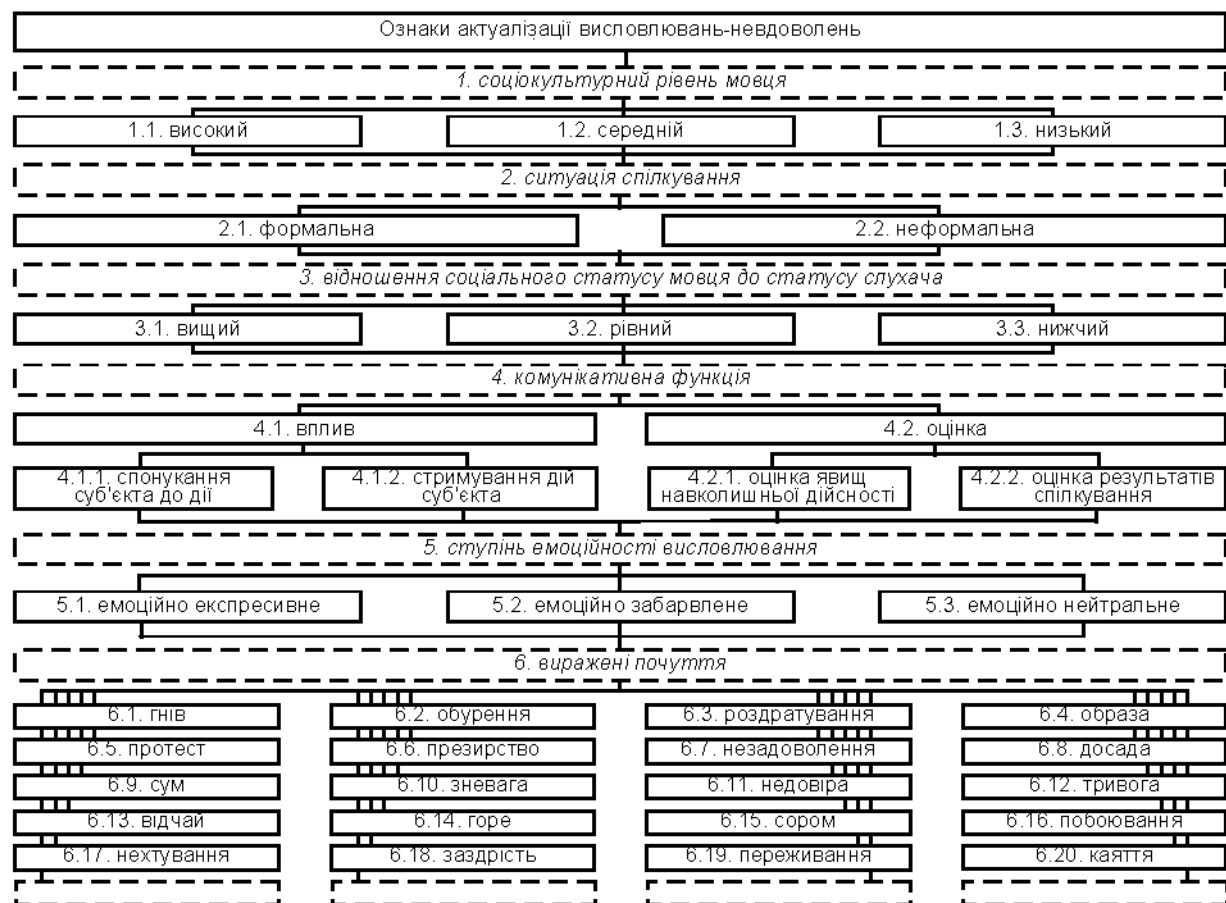 Ознаки актуалізації висловлювань-невдоволень
1. соціокультурний рівень мовця
1.1. високий
1.2. середній
1.3. низький
2. ситуація спілкування
2.1. формальна
2.2. неформальна
3. відношення соціального статусу мовця до статусу слухача
3.1. вищий
3.2. рівний
3.3. нижчий
4. комунікативна функція
4.1. вплив
4.2. оцінка
4.1.1. спонукання
суб'єкта до дії
4.1.2. стримування дій
суб'єкта
4.2.1. оцінка явищ
навколишньої дійсності
4.2.2. оцінка результатів
спілкування
5. ступінь емоційності висловлювання
5.1. емоційно експресивне
5.2. емоційно забарвлене
5.3. емоційно нейтральне
6. виражені почуття
6.1. гнів
6.2. обурення
6.3. роздратування
6.4. образа
6.5. протест
6.6. презирство
6.7. незадоволення
6.8. досада
6.9. сум
6.10. зневага
6.11. недовіра
6.12. тривога
6.13. відчай
6.14. горе
6.15. сором
6.16. побоювання
6.17. нехтування
6.18. заздрість
6.19. переживання
6.20. каяття